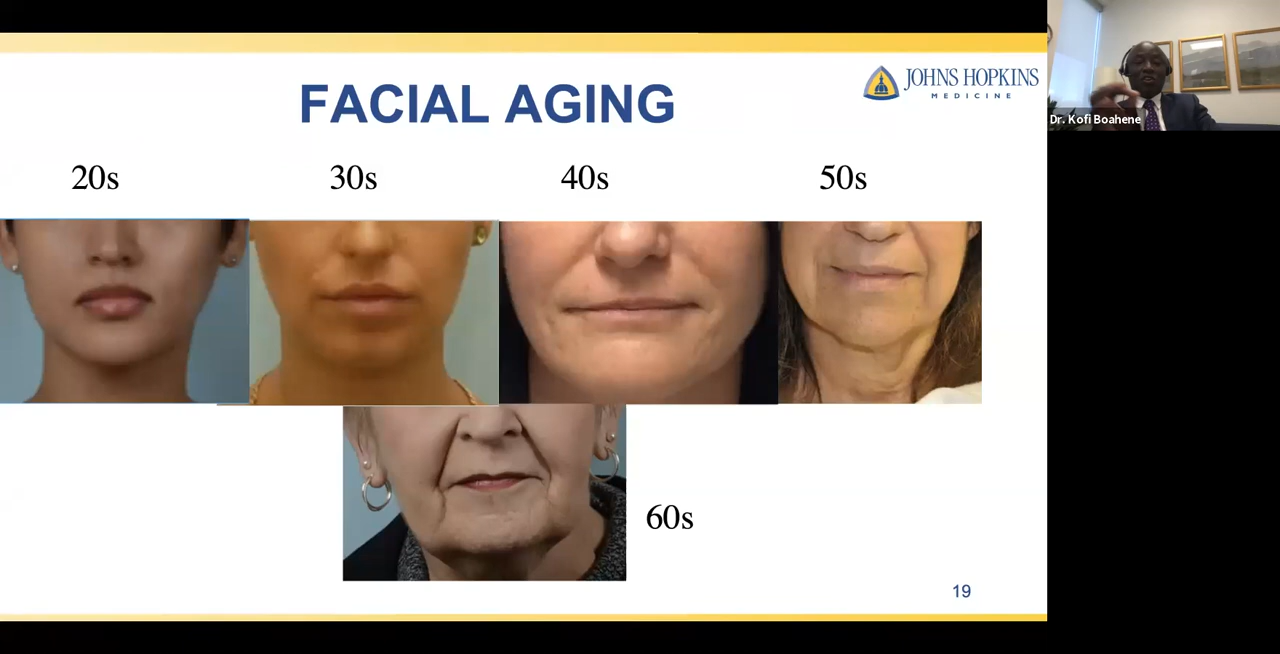 FACIAL AGING
JOHNS HOPKINS
MEDICINE
Dr. Kofi Boahene
20s
30s
40s
50s
60s
19